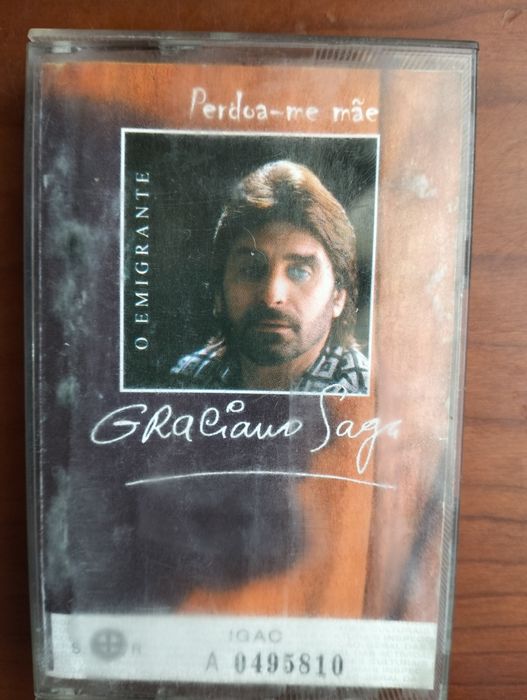 Perdoa-me mãe
O EMIGRANTE
GRACiano Saga
IGAC
S R
A 0495810